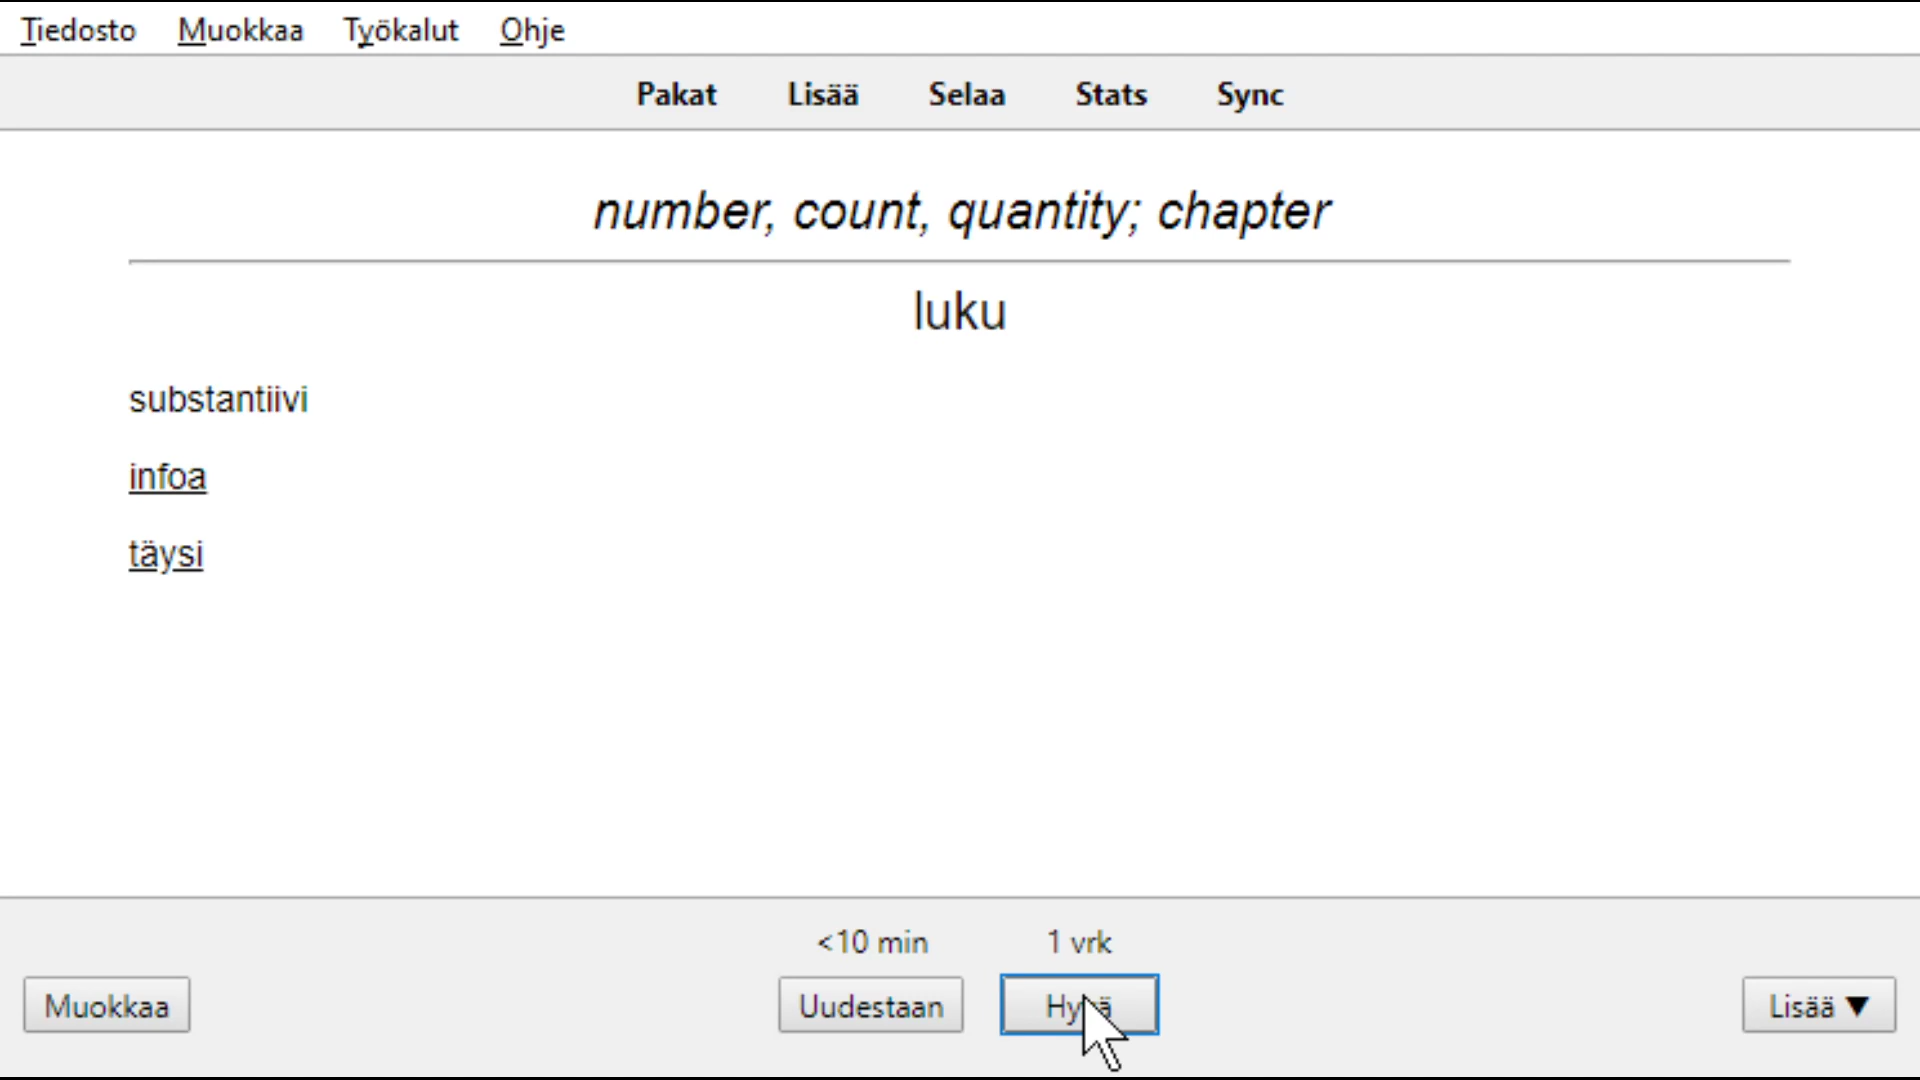 Tiedosto Muokkaa Työkalut Ohje
Pakat Lisää Selaa Stats Sync
number, count, quantity; chapter
luku
substantiivi
infoa
täysi
<10 min 1 vrk
Muokkaa Uudestaan Hyvä Lisää ▼